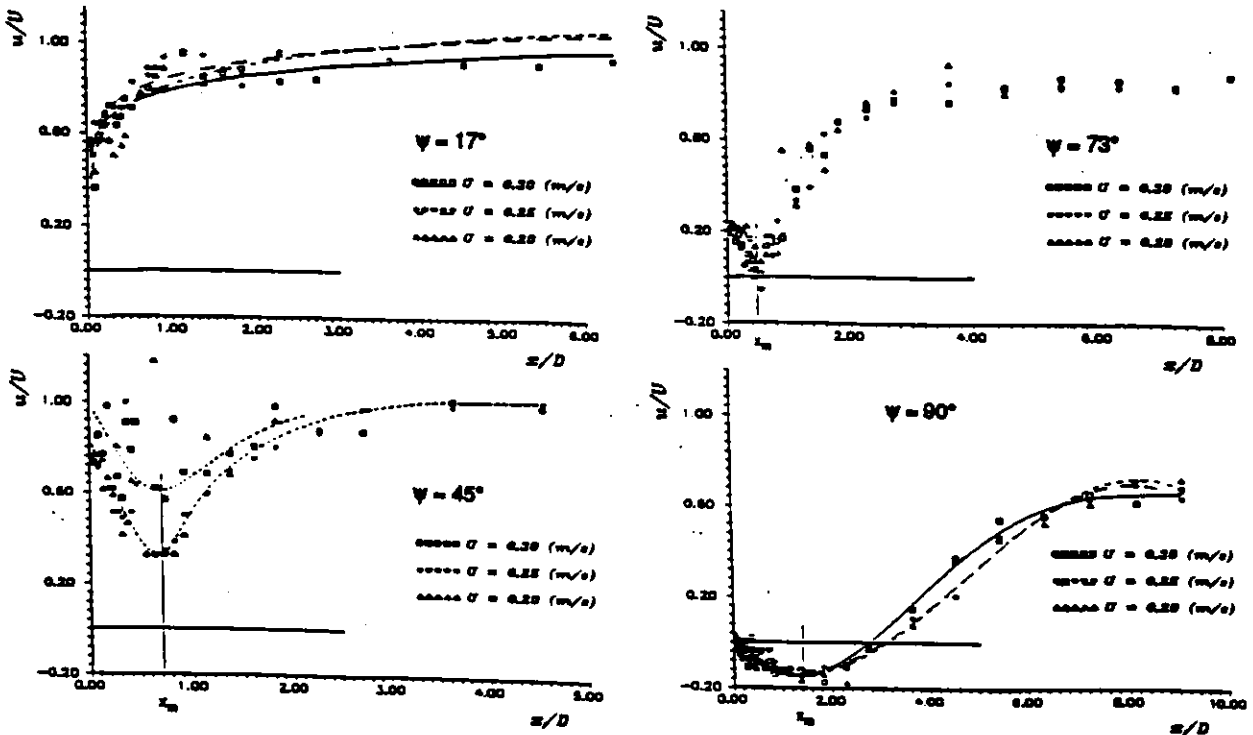 u/U
1.00
0.60
0.20
-0.20
0.00
1.00
2.00
3.00
4.00
5.00
6.00
x/D
Ψ = 17°
U = 0.30 (m/s)
U = 0.25 (m/s)
U = 0.20 (m/s)
u/U
1.00
0.60
0.20
-0.20
0.00
2.00
4.00
6.00
8.00
x_m
x/D
Ψ = 73°
U = 0.30 (m/s)
U = 0.25 (m/s)
U = 0.20 (m/s)
u/U
1.00
0.60
0.20
-0.20
0.00
1.00
2.00
3.00
4.00
5.00
x_m
x/D
Ψ = 45°
U = 0.30 (m/s)
U = 0.25 (m/s)
U = 0.20 (m/s)
u/U
1.00
0.60
0.20
-0.20
0.00
2.00
4.00
6.00
8.00
10.00
x_m
x/D
Ψ = 90°
U = 0.30 (m/s)
U = 0.25 (m/s)
U = 0.20 (m/s)